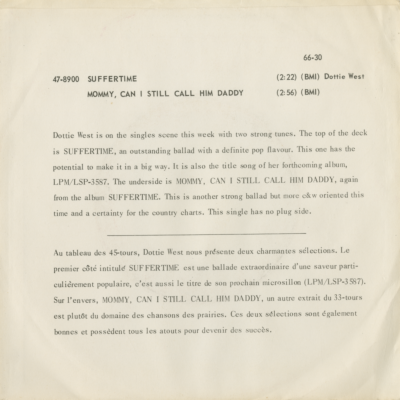 66-30
47-8900 SUFFERTIME (2:22) (BMI) Dottie West
MOMMY, CAN I STILL CALL HIM DADDY (2:56) (BMI)
Dottie West is on the singles scene this week with two strong tunes. The top of the deck
is SUFFERTIME, an outstanding ballad with a definite pop flavour. This one has the
potential to make it in a big way. It is also the title song of her forthcoming album,
LPM/LSP-3587. The underside is MOMMY, CAN I STILL CALL HIM DADDY, again
from the album SUFFERTIME. This is another strong ballad but more c&w oriented this
time and a certainty for the country charts. This single has no plug side.
Au tableau des 45-tours, Dottie West nous présente deux charmantes sélections. Le
premier côté intitulé SUFFERTIME est une ballade extraordinaire d'une saveur parti-
culièrement populaire, c'est aussi le titre de son prochain microsillon (LPM/LSP-3587).
Sur l'envers, MOMMY, CAN I STILL CALL HIM DADDY, un autre extrait du 33-tours
est plutôt du domaine des chansons des prairies. Ces deux sélections sont également
bonnes et possèdent tous les atouts pour devenir des succès.